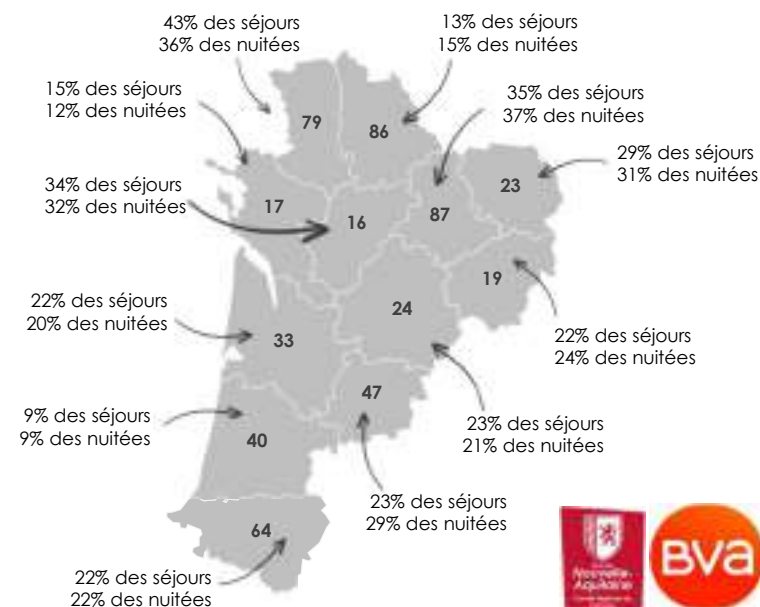 43% des séjours
36% des nuitées
13% des séjours
15% des nuitées
15% des séjours
12% des nuitées
35% des séjours
37% des nuitées
79
86
29% des séjours
31% des nuitées
34% des séjours
32% des nuitées
23
17
16
87
19
24
22% des séjours
20% des nuitées
33
22% des séjours
24% des nuitées
47
9% des séjours
9% des nuitées
40
23% des séjours
21% des nuitées
23% des séjours
29% des nuitées
64
22% des séjours
22% des nuitées
Nouvelle-
Aquitaine
BVA